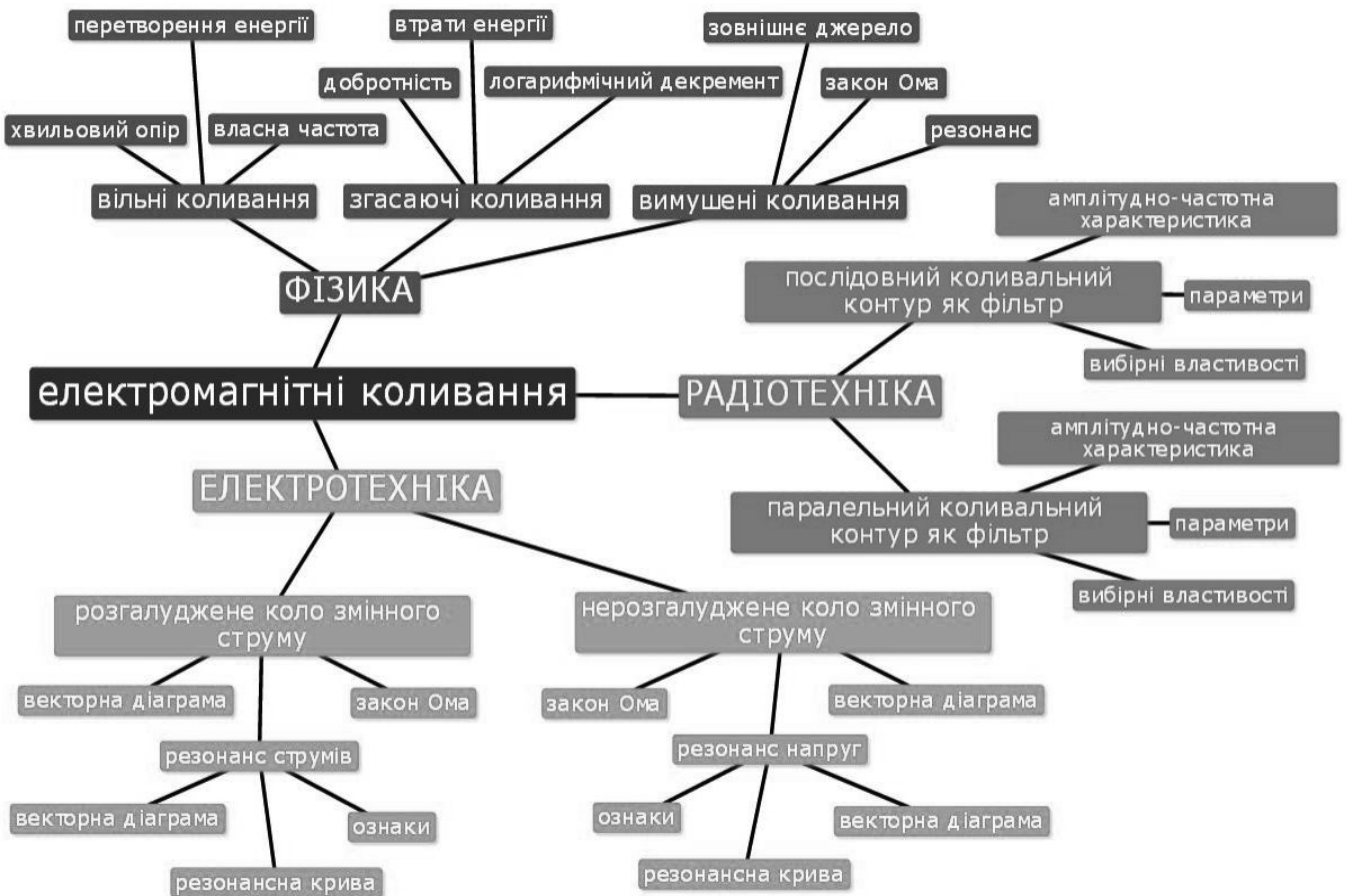 перетворення енергії
втрати енергії
зовнішнє джерело
добротність
логарифмічний декремент
закон Ома
хвильовий опір
власна частота
резонанс
вільні коливання
згасаючі коливання
вимушені коливання
ФІЗИКА
амплітудно-частотна
характеристика
послідовний коливальний
контур як фільтр
параметри
вибірні властивості
електромагнітні коливання
РАДІОТЕХНІКА
амплітудно-частотна
характеристика
паралельний коливальний
контур як фільтр
параметри
вибірні властивості
ЕЛЕКТРОТЕХНІКА
розгалуджене коло змінного
струму
нерозгалуджене коло змінного
струму
векторна діаграма
закон Ома
закон Ома
векторна діаграма
резонанс струмів
резонанс напруг
векторна діаграма
ознаки
ознаки
векторна діаграма
резонансна крива
резонансна крива